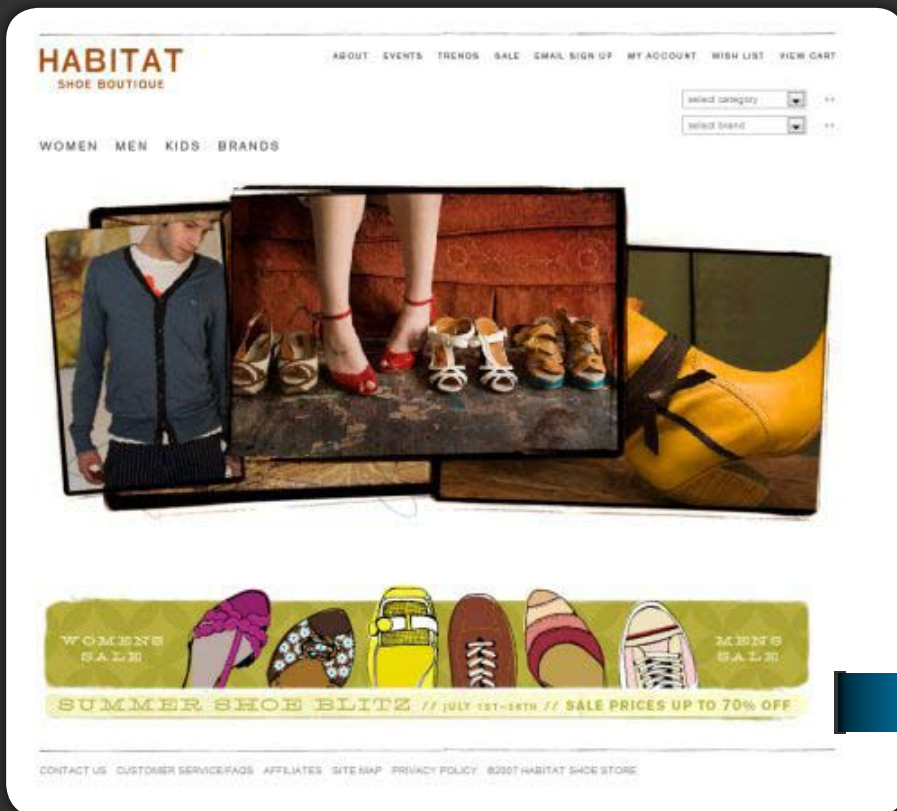 HABITAT
SHOE BOUTIQUE
ABOUT EVENTS TRENDS SALE EMAIL SIGN UP MY ACCOUNT WISH LIST VIEW CART
select category
select brand
WOMEN MEN KIDS BRANDS
WOMENS
SALE
MENS
SALE
SUMMER SHOE BLITZ // JULY 1ST-26TH // SALE PRICES UP TO 70% OFF
CONTACT US CUSTOMER SERVICE/FAQS AFFILIATES SITE MAP PRIVACY POLICY ©2007 HABITAT SHOE STORE